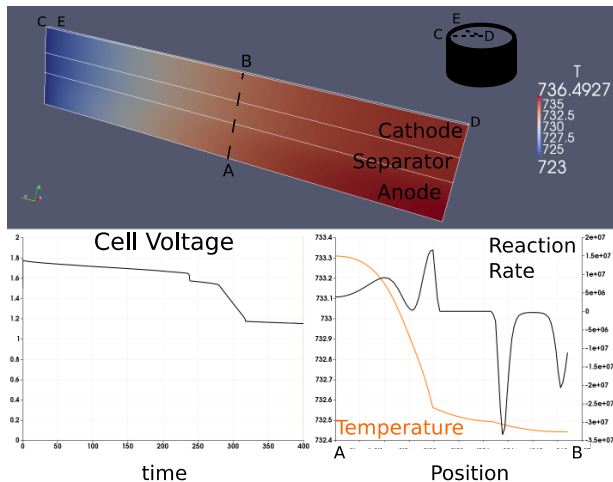 C E
B
E
C D
T
736.4927
735
732.5
730
727.5
725
723
D
Cathode
Separator
Anode
A
Cell Voltage
2
1.8
1.6
1.4
1.2
1
0.8
0.6
0.4
0.2
0
0 50 100 150 200 250 300 350 400
time
Reaction
Rate
733.4
733.3
733.2
733.1
733
732.9
732.8
732.7
732.6
732.5
732.4
2e+07
1.5e+07
1e+07
5e+06
0
-5e+06
-1e+07
-1.5e+07
-2e+07
-2.5e+07
-3e+07
-3.5e+07
Temperature
A B
Position